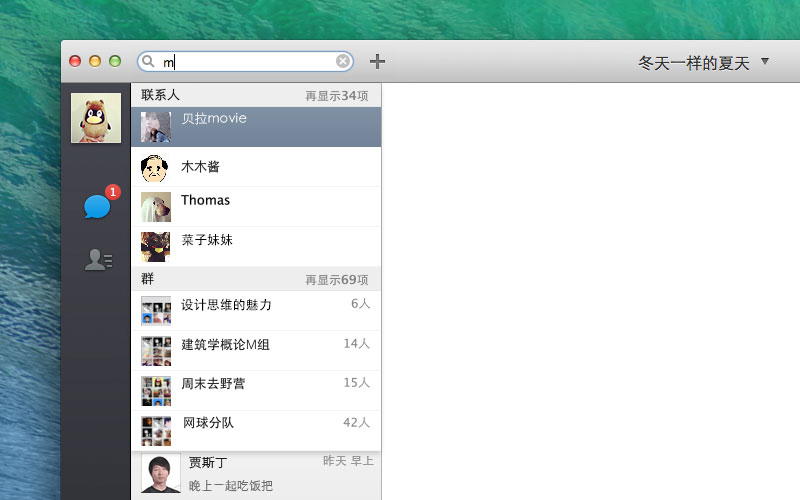 m
冬天一样的夏天
联系人 再显示34项
贝拉movie
木木酱
1
Thomas
菜子妹妹
群 再显示69项
设计思维的魅力 6人
建筑学概论M组 14人
周末去野营 15人
网球分队 42人
贾斯丁 昨天 早上
晚上一起吃饭把